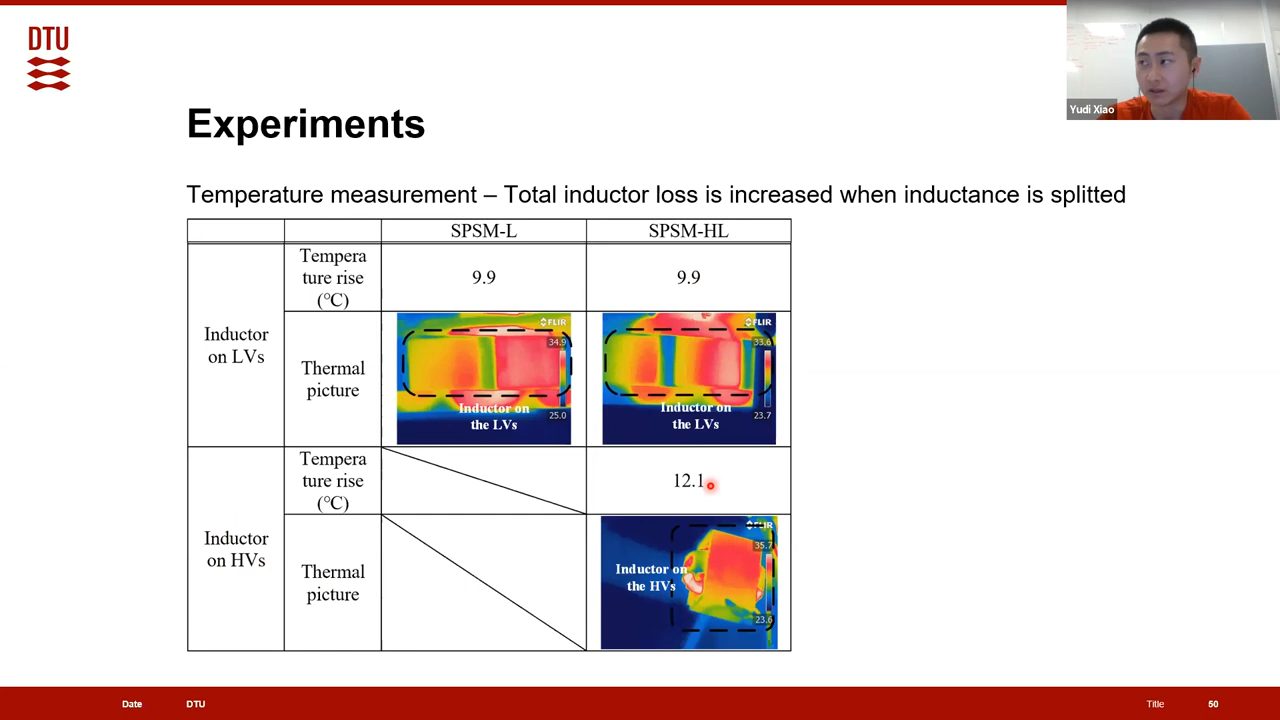 DTU
Yudi Xiao
Experiments
Temperature measurement – Total inductor loss is increased when inductance is splitted
SPSM-L
SPSM-HL
Inductor
on LVs
Tempera
ture rise
(°C)
9.9
9.9
Thermal
picture
FLIR
34.9
Inductor on
the LVs
25.0
FLIR
33.6
Inductor on
the LVs
23.7
Inductor
on HVs
Tempera
ture rise
(°C)
12.1
Thermal
picture
FLIR
35.7
Inductor on
the HVs
23.6
Date
DTU
Title
50